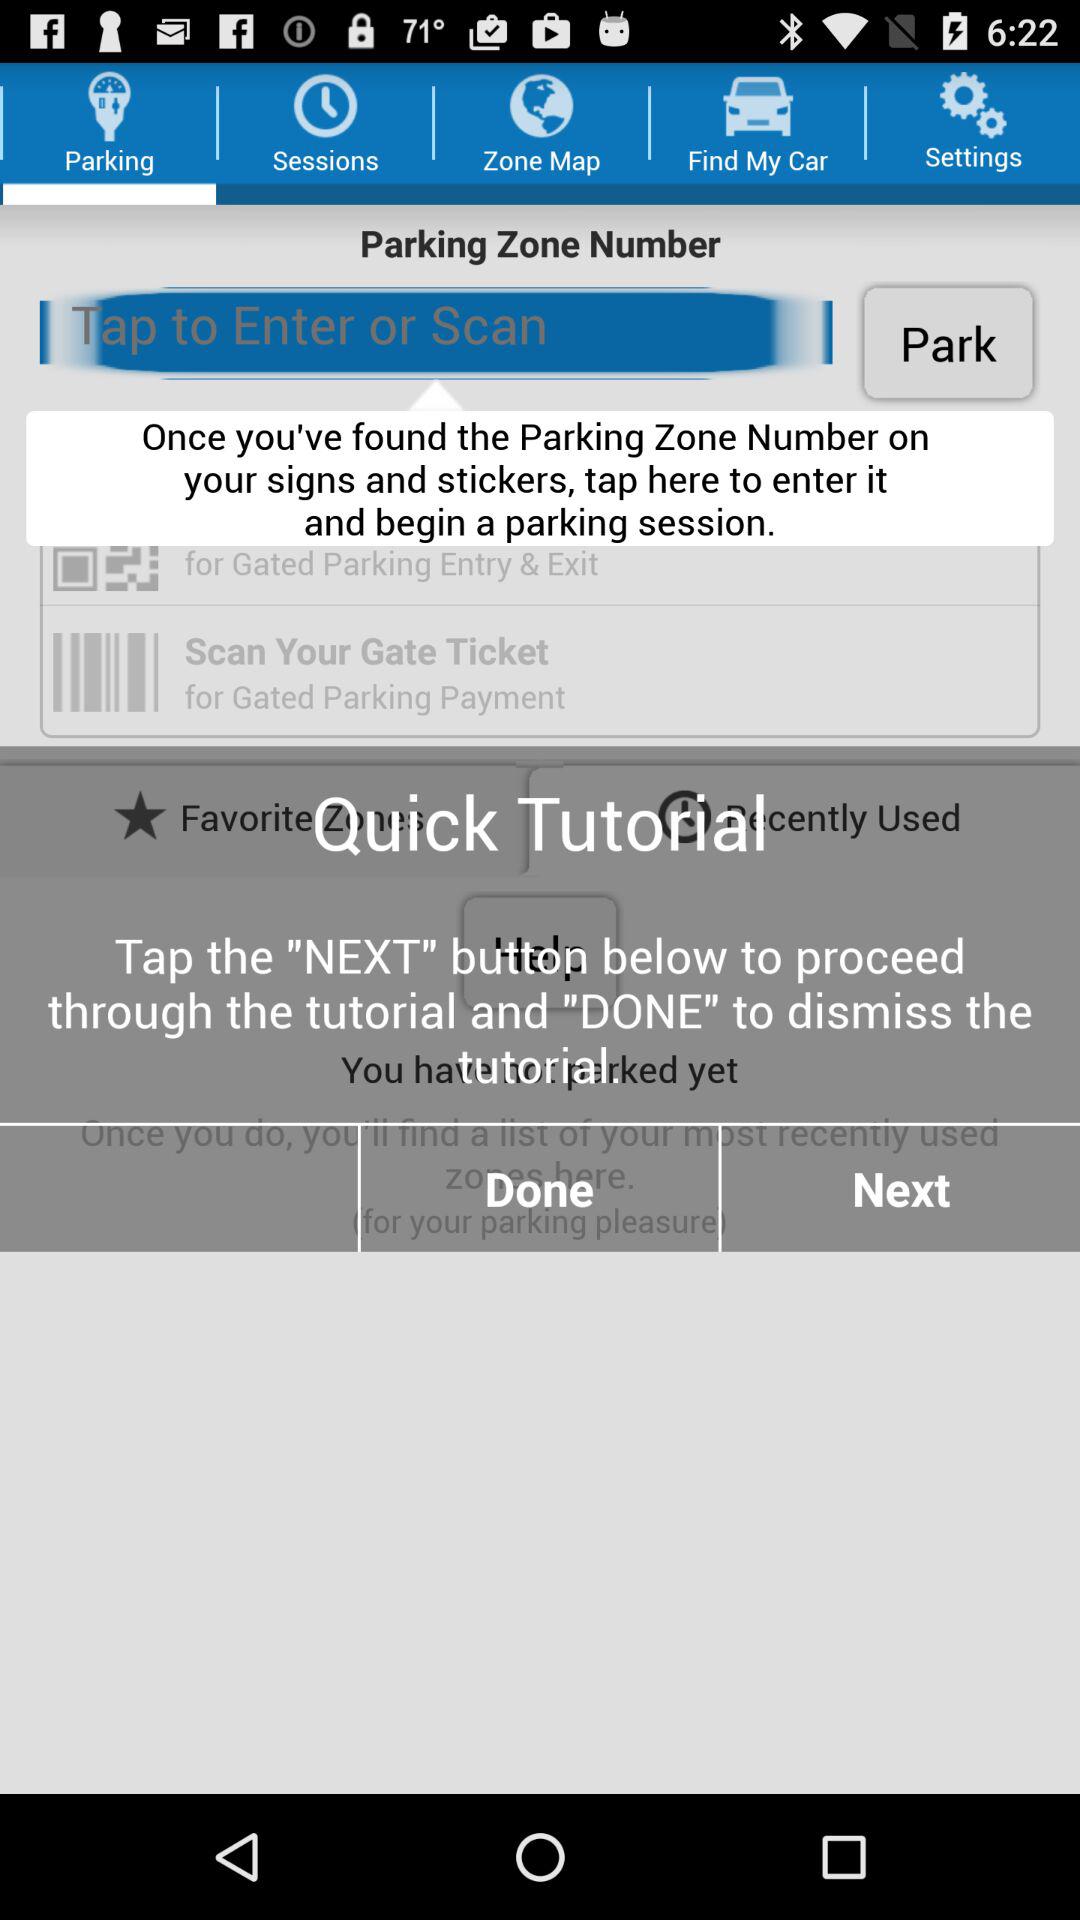 71° 6:22
Parking Sessions Zone Map Find My Car Settings
Parking Zone Number
Tap to Enter or Scan Park
Once you've found the Parking Zone Number on
your signs and stickers, tap here to enter it
and begin a parking session.
for Gated Parking Entry & Exit
Scan Your Gate Ticket
for Gated Parking Payment
Favorite Zones Recently Used
Quick Tutorial
Help
Tap the "NEXT" button below to proceed
through the tutorial and "DONE" to dismiss the
tutorial.
You have not parked yet
Once you do, you'll find a list of your most recently used
zones here.
Done Next
(for your parking pleasure)